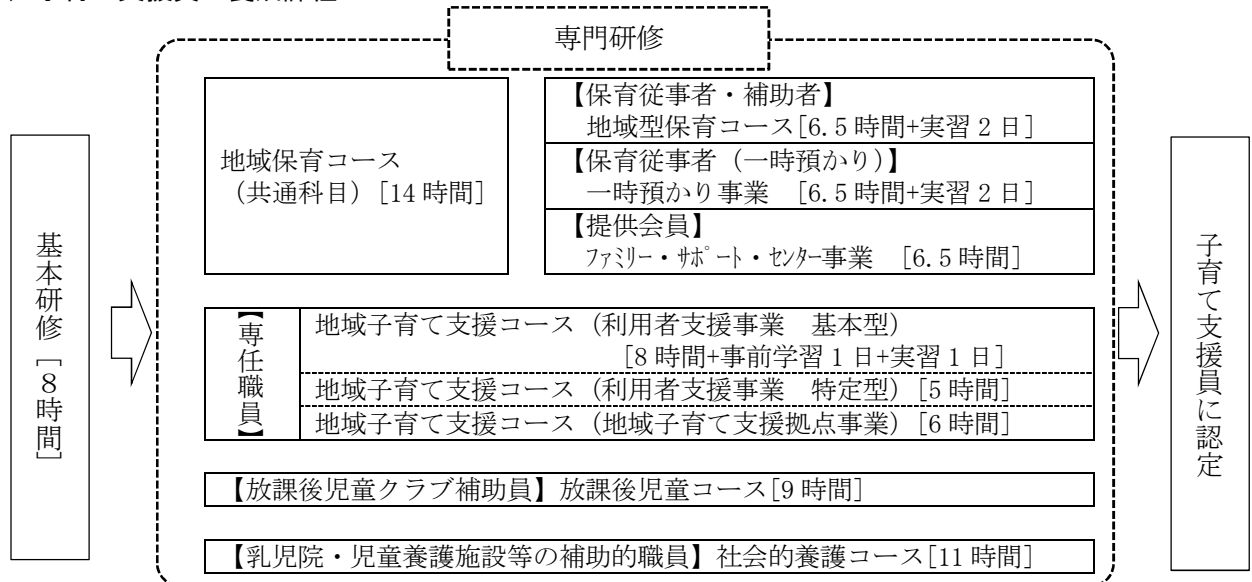 専門研修
基本研修［８時間］
地域保育コース
（共通科目）[14時間]
【保育従事者・補助者】
地域型保育コース[6.5時間+実習2日]
【保育従事者（一時預かり）】
一時預かり事業　[6.5時間+実習2日]
【提供会員】
ﾌｧﾐﾘｰ・ｻﾎﾟｰﾄ・ｾﾝﾀｰ事業　[6.5時間]
【専任職員】
地域子育て支援コース（利用者支援事業　基本型）
[8時間+事前学習1日+実習1日]
地域子育て支援コース（利用者支援事業　特定型）[5時間]
地域子育て支援コース（地域子育て支援拠点事業）[6時間]
【放課後児童クラブ補助員】放課後児童コース[9時間]
【乳児院・児童養護施設等の補助的職員】社会的養護コース[11時間]
子育て支援員に認定